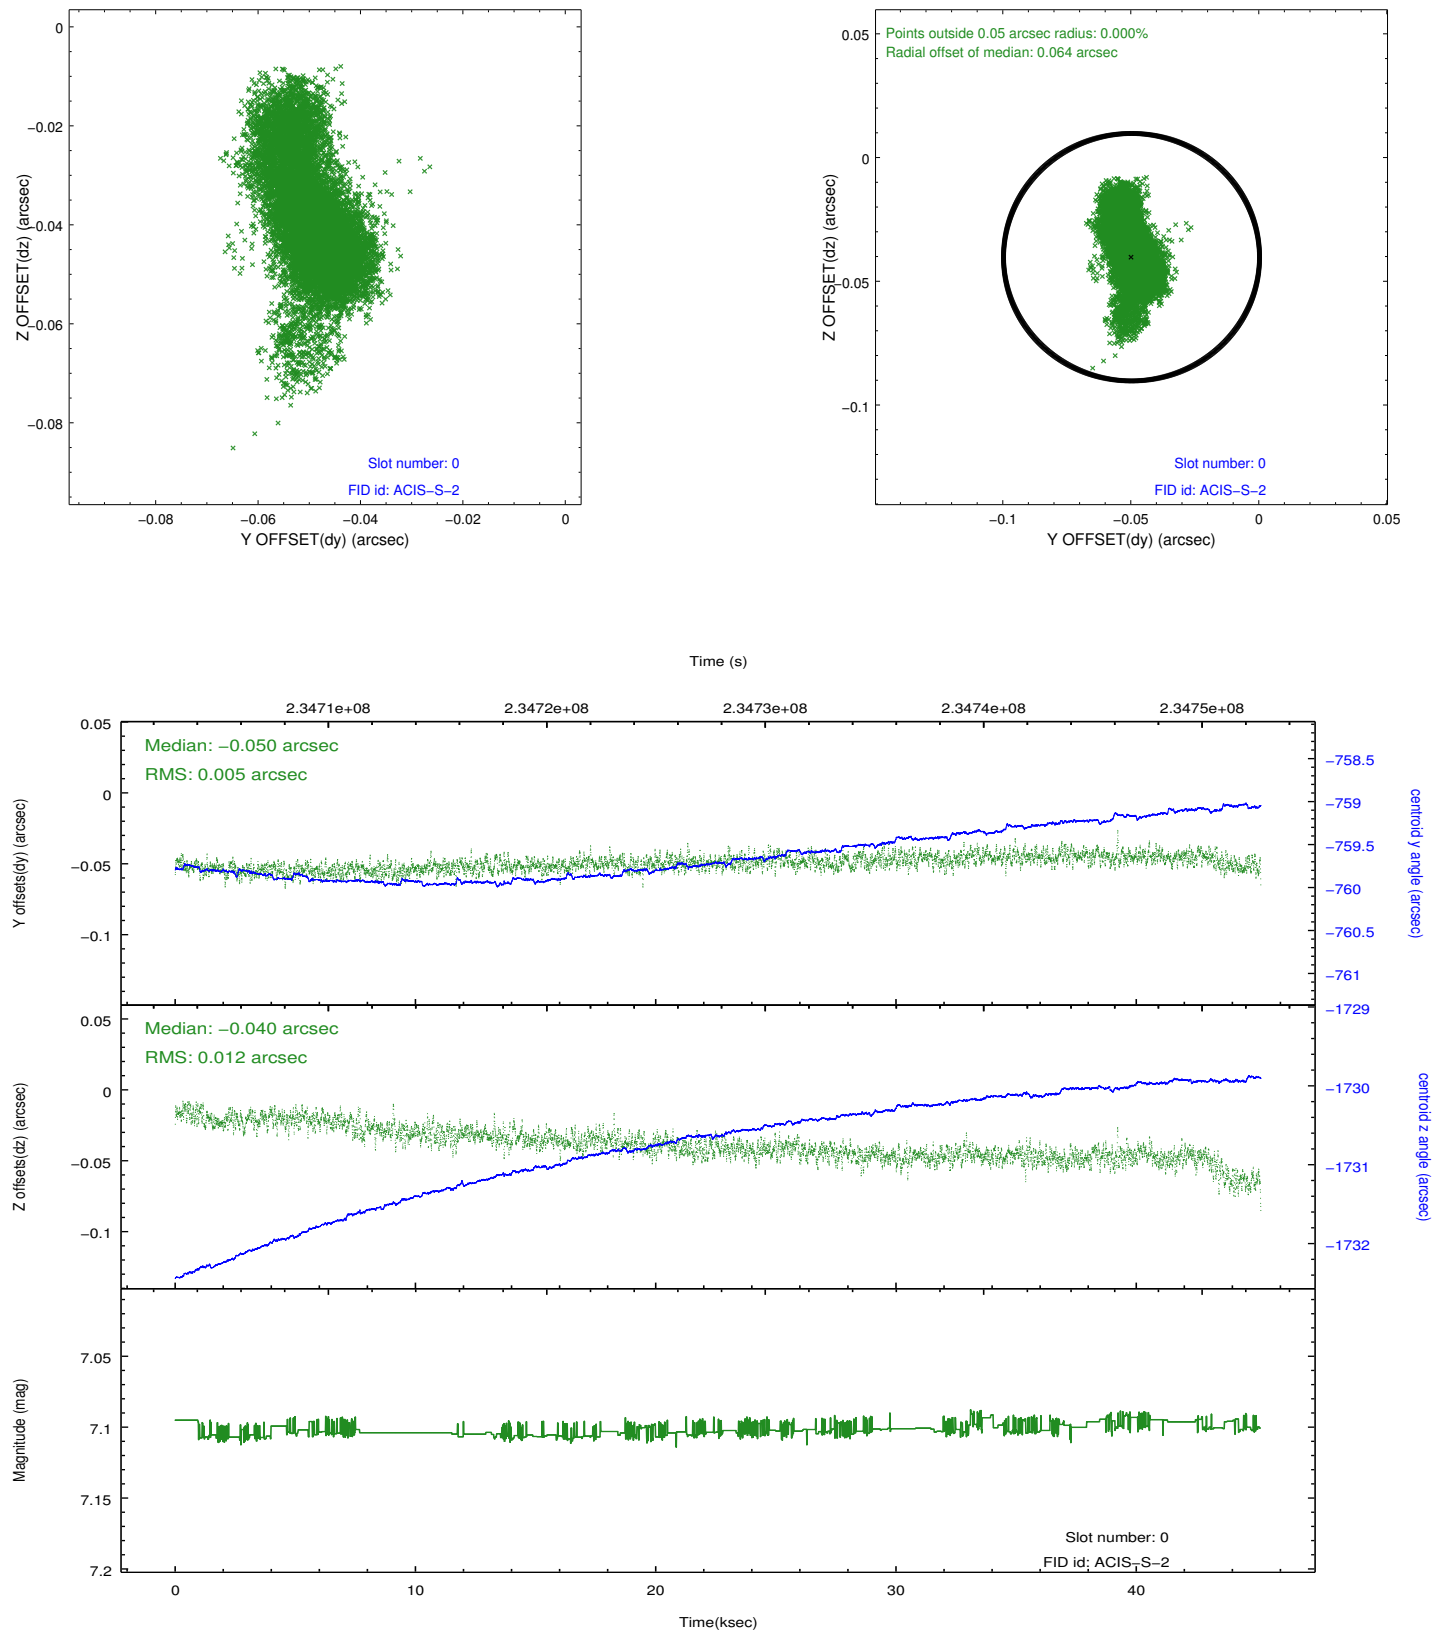 0
−0.02
−0.04
−0.06
−0.08
Z OFFSET(dz) (arcsec)
Slot number: 0
FID id: ACIS−S−2
−0.08 −0.06 −0.04 −0.02 0
Y OFFSET(dy) (arcsec)
Points outside 0.05 arcsec radius: 0.000%
Radial offset of median: 0.064 arcsec
0.05
0
−0.05
−0.1
Z OFFSET(dz) (arcsec)
Slot number: 0
FID id: ACIS−S−2
−0.1 −0.05 0 0.05
Y OFFSET(dy) (arcsec)
Time (s)
2.3471e+08 2.3472e+08 2.3473e+08 2.3474e+08 2.3475e+08
Median: −0.050 arcsec
RMS: 0.005 arcsec
0.05
0
−0.05
−0.1
Y offsets(dy) (arcsec)
−758.5
−759
−759.5
−760
−760.5
−761
centroid y angle (arcsec)
Median: −0.040 arcsec
RMS: 0.012 arcsec
0.05
0
−0.05
−0.1
Z offsets(dz) (arcsec)
−1729
−1730
−1731
−1732
centroid z angle (arcsec)
7.05
7.1
7.15
7.2
Magnitude (mag)
Slot number: 0
FID id: ACIS−S−2
0 10 20 30 40
Time(ksec)